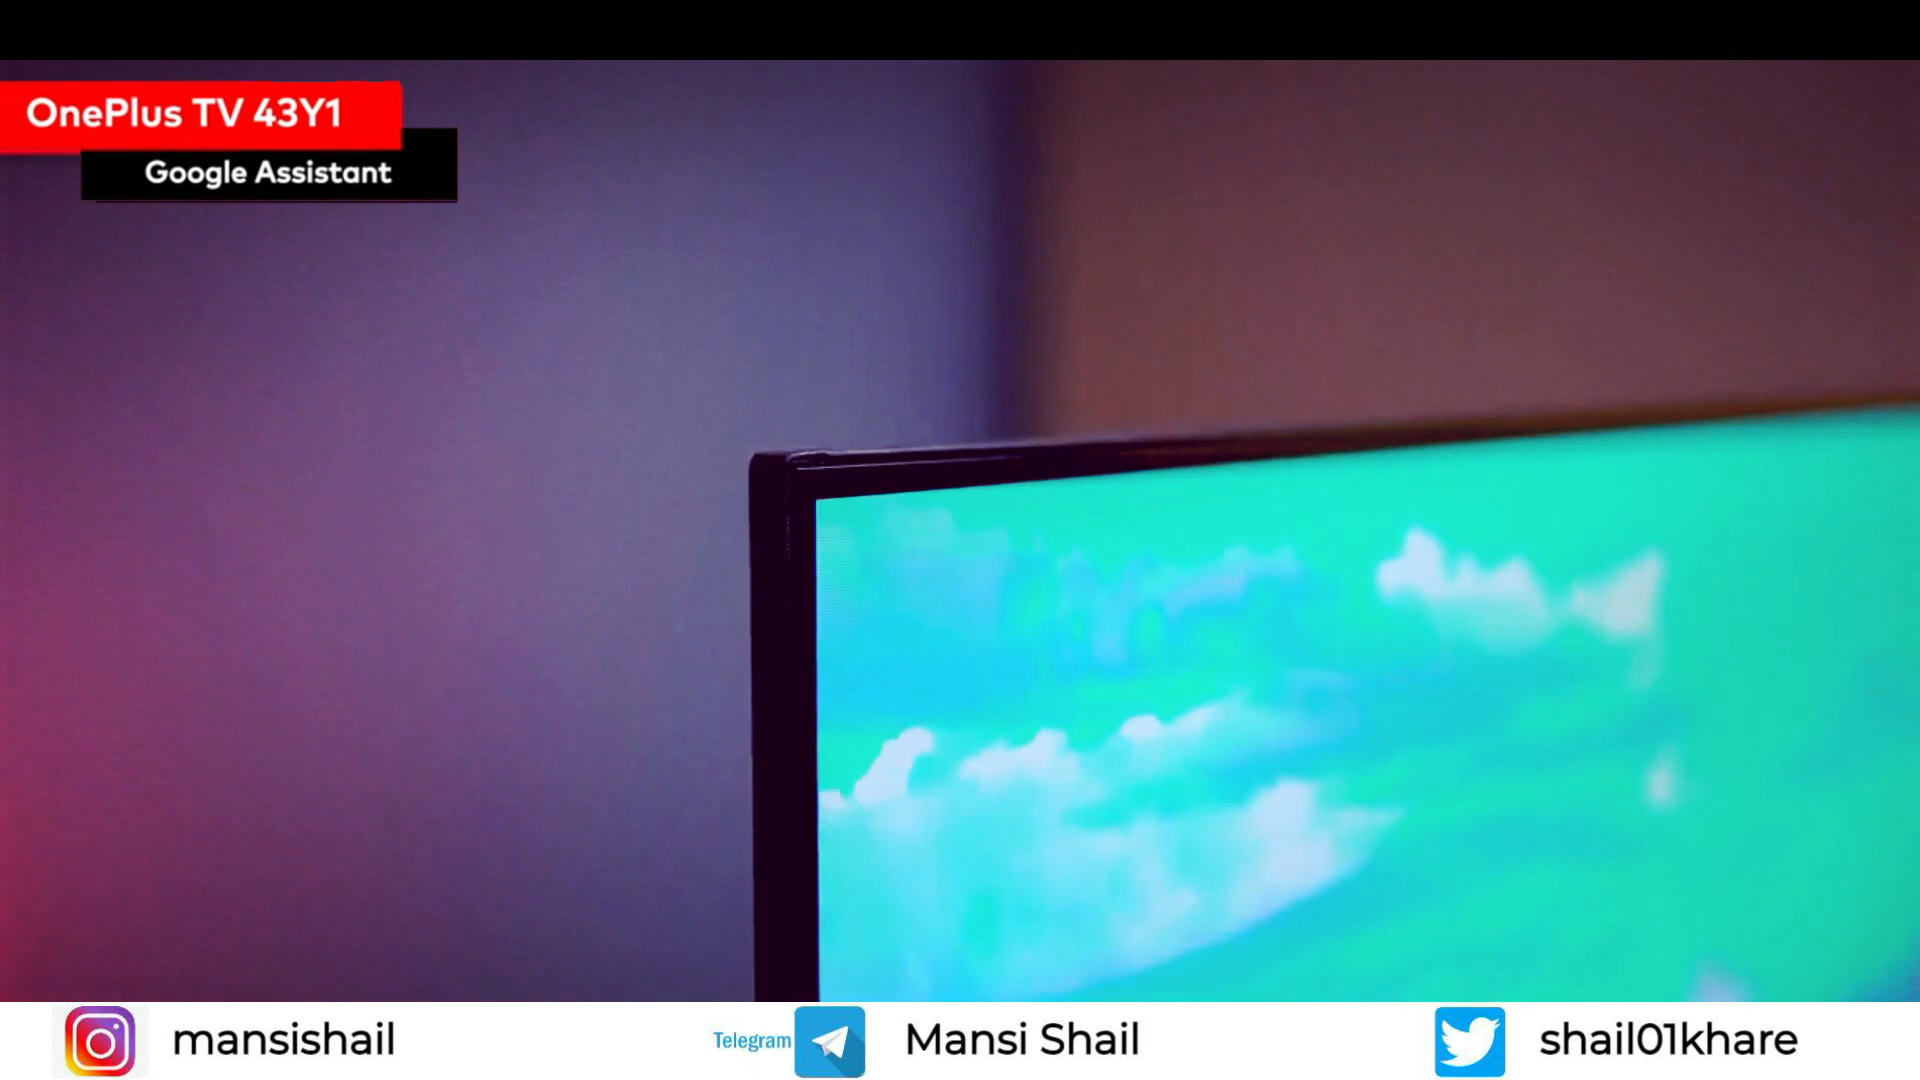 OnePlus TV 43Y1
Google Assistant
mansishail
Telegram
Mansi Shail
shail01khare